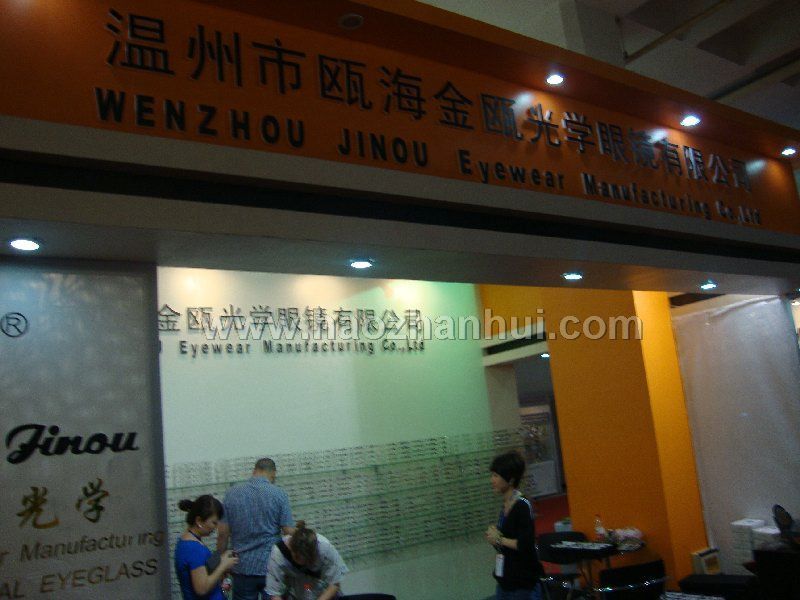 温州市瓯海金瓯光学眼镜有限公司
WENZHOU JINOU Eyewear Manufacturing Co.,Ltd
金瓯光学眼镜有限公司
Eyewear Manufacturing Co.,Ltd
www.haozhanhui.com
®
Jinou
光学
Manufacturing
EYEGLASS